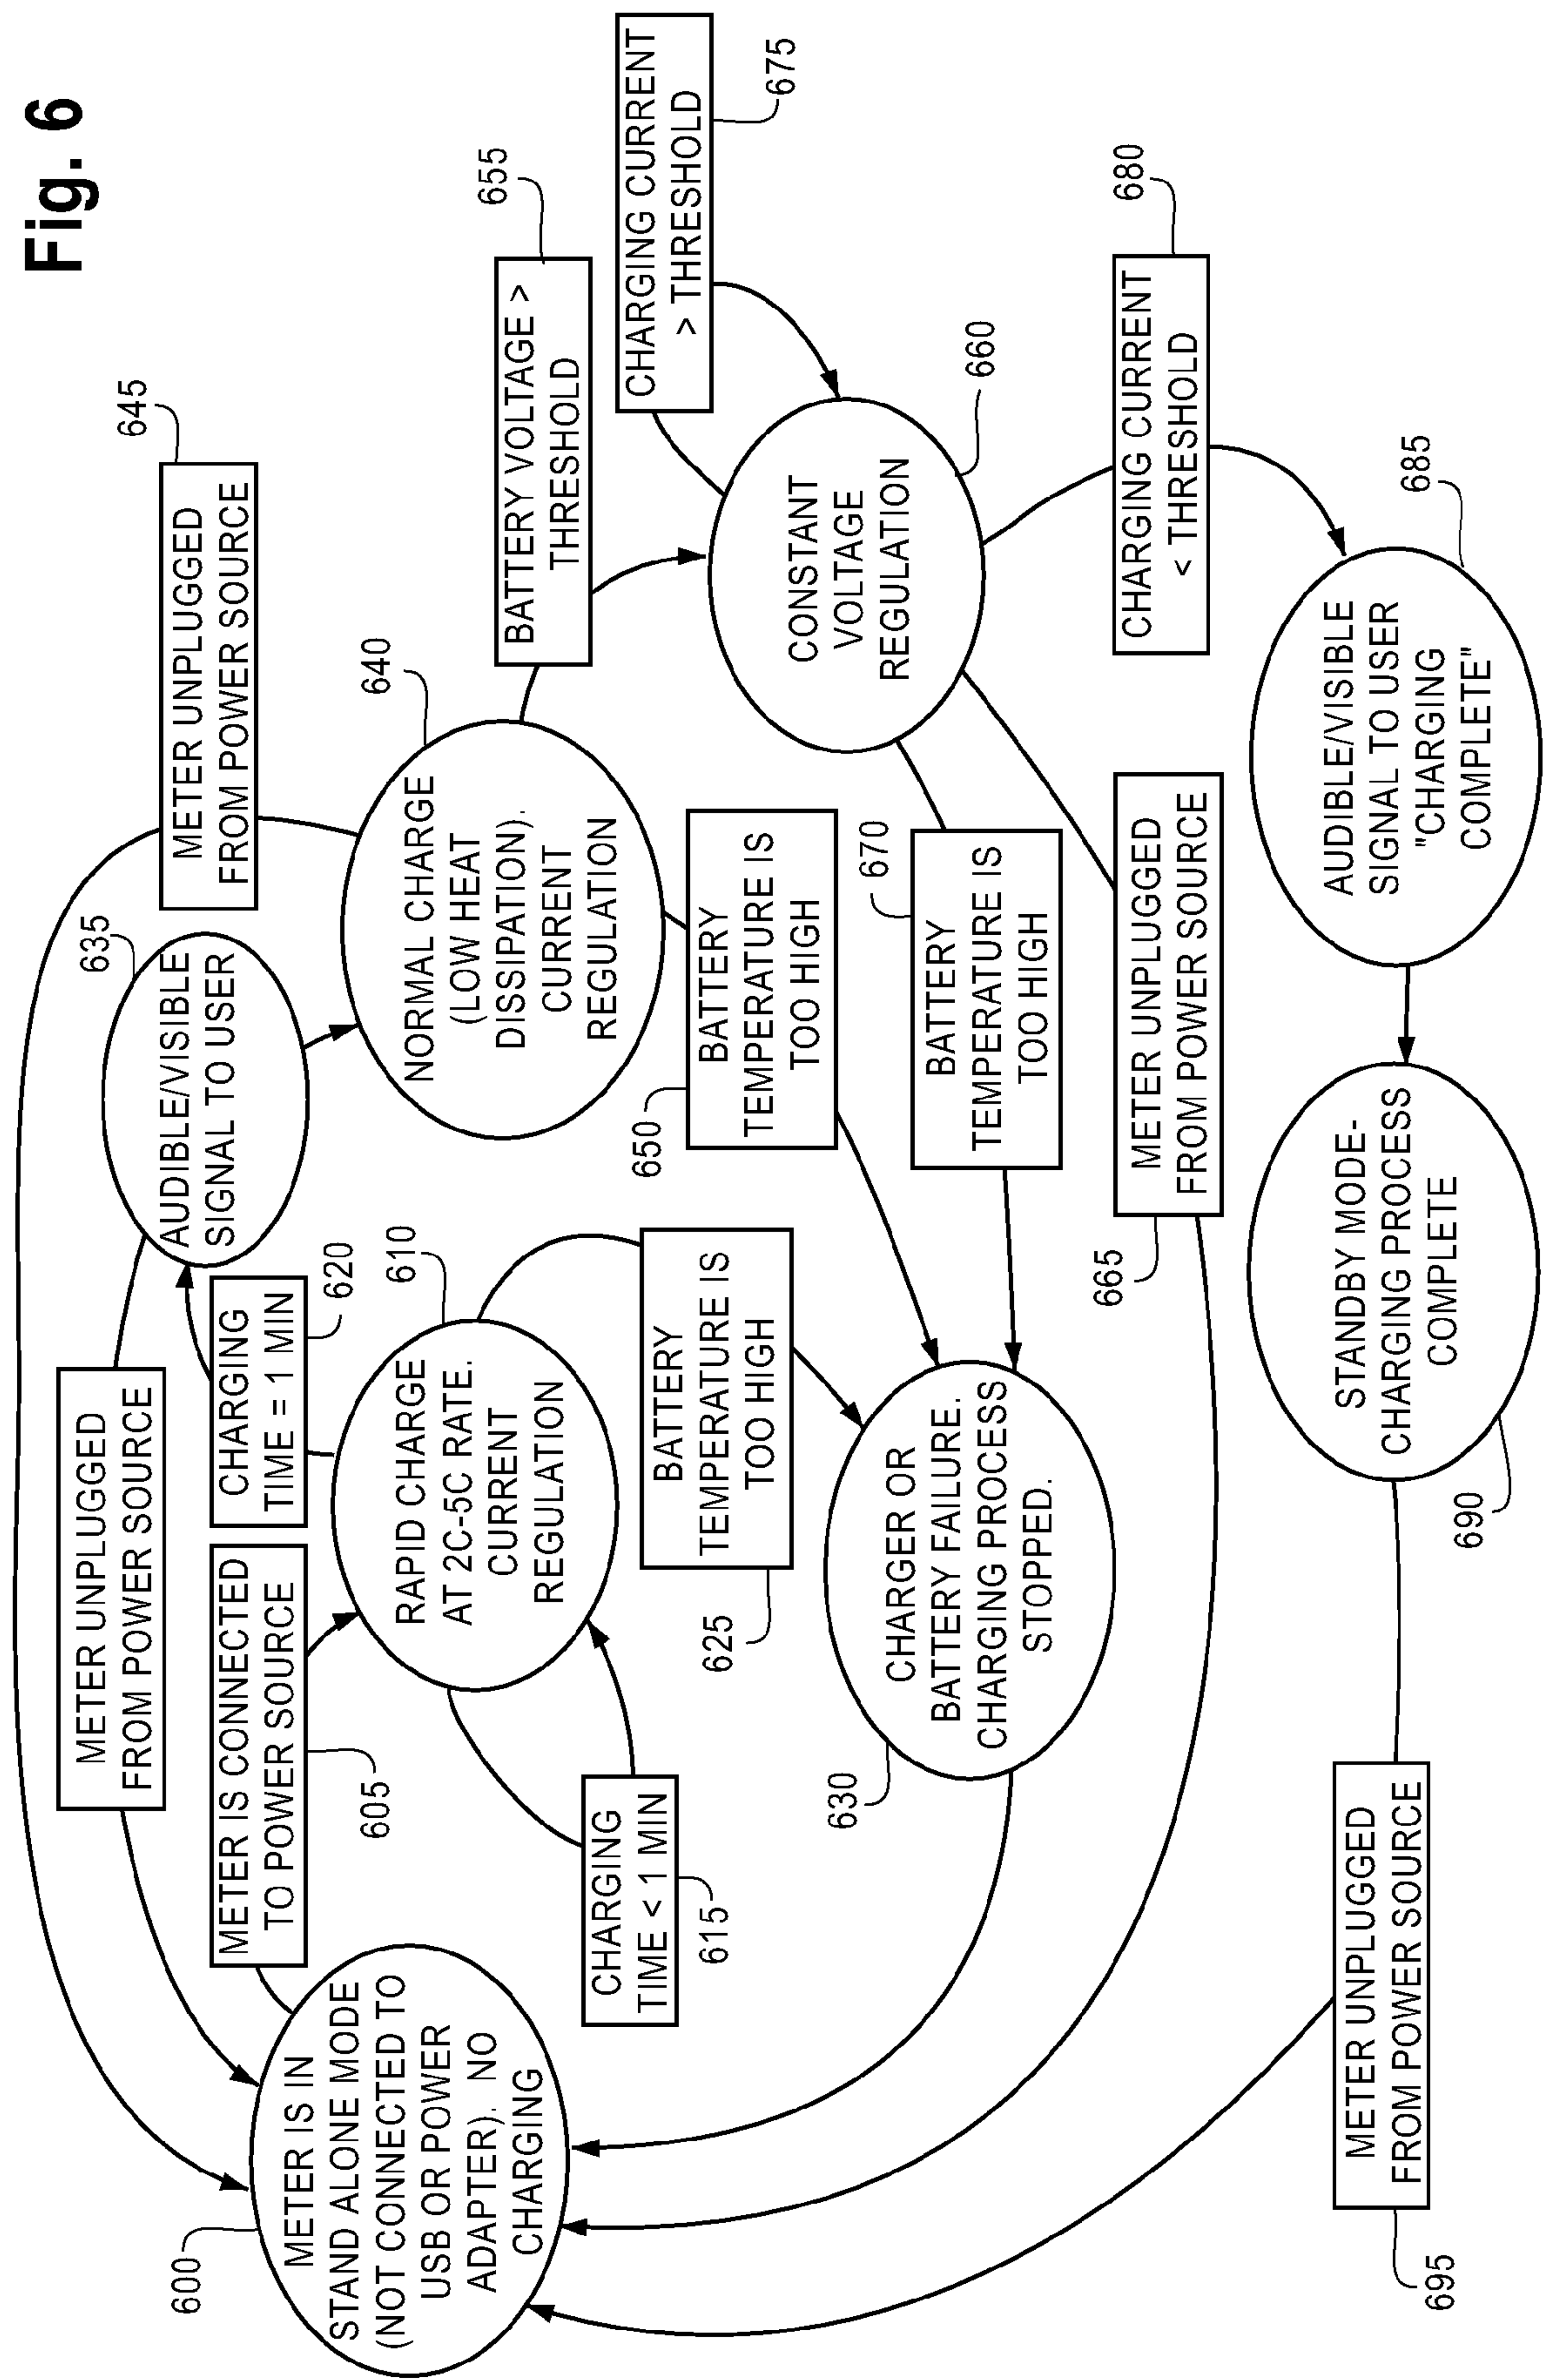 Fig. 6
METER UNPLUGGED
FROM POWER SOURCE
645
METER UNPLUGGED
FROM POWER SOURCE
AUDIBLE/VISIBLE
SIGNAL TO USER
635
METER IS CONNECTED
TO POWER SOURCE
605
CHARGING
TIME = 1 MIN
620
METER IS IN
STAND ALONE MODE
(NOT CONNECTED TO
USB OR POWER
ADAPTER). NO
CHARGING
600
RAPID CHARGE
AT 2C-5C RATE.
CURRENT
REGULATION
610
NORMAL CHARGE
(LOW HEAT
DISSIPATION).
CURRENT
REGULATION
640
BATTERY VOLTAGE >
THRESHOLD
655
CHARGING
TIME < 1 MIN
615
BATTERY
TEMPERATURE IS
TOO HIGH
625
BATTERY
TEMPERATURE IS
TOO HIGH
650
CHARGING CURRENT
> THRESHOLD
675
CONSTANT
VOLTAGE
REGULATION
660
CHARGER OR
BATTERY FAILURE.
CHARGING PROCESS
STOPPED.
630
BATTERY
TEMPERATURE IS
TOO HIGH
670
METER UNPLUGGED
FROM POWER SOURCE
665
CHARGING CURRENT
< THRESHOLD
680
METER UNPLUGGED
FROM POWER SOURCE
695
STANDBY MODE-
CHARGING PROCESS
COMPLETE
690
AUDIBLE/VISIBLE
SIGNAL TO USER
"CHARGING
COMPLETE"
685